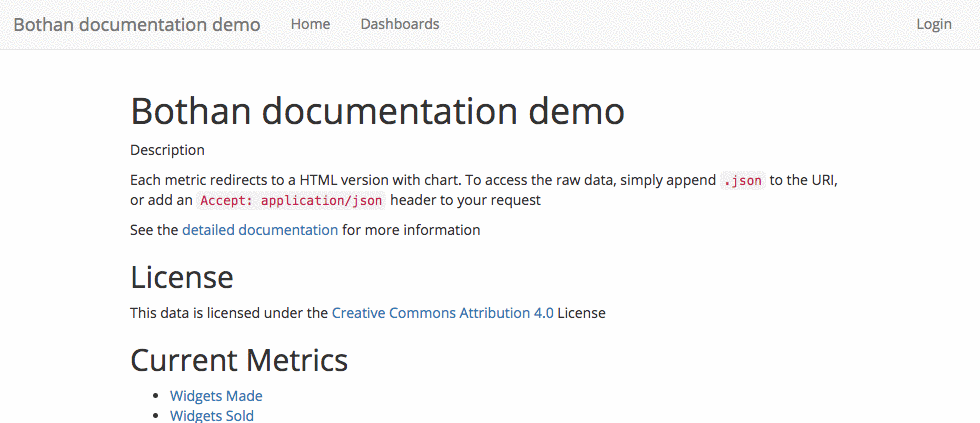 Bothan documentation demo Home Dashboards Login
Bothan documentation demo
Description
Each metric redirects to a HTML version with chart. To access the raw data, simply append .json to the URI,
or add an Accept: application/json header to your request
See the detailed documentation for more information
License
This data is licensed under the Creative Commons Attribution 4.0 License
Current Metrics
Widgets Made
Widgets Sold